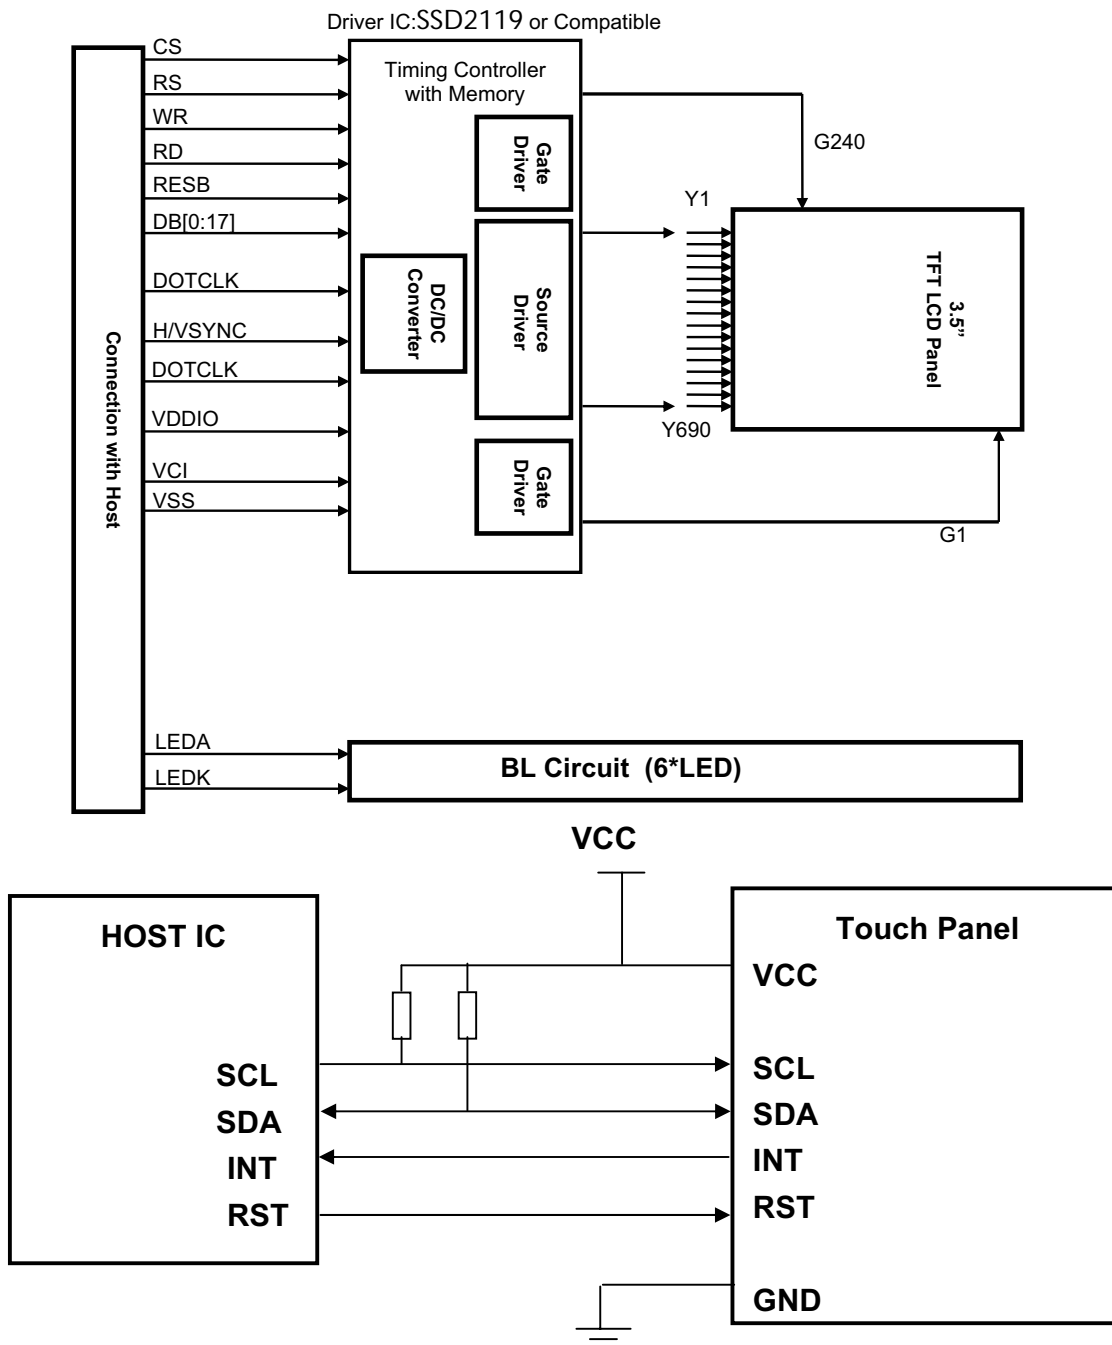 Driver IC:SSD2119 or Compatible
CS
RS
WR
RD
RESB
DB[0:17]
DOTCLK
H/VSYNC
DOTCLK
VDDIO
VCI
VSS
Connection with Host
Timing Controller
with Memory
Gate
Driver
DC/DC
Converter
Source
Driver
Gate
Driver
G240
Y1
Y690
3.5”
TFT LCD Panel
G1
LEDA
LEDK
BL Circuit (6*LED)
VCC
HOST IC
SCL
SDA
INT
RST
Touch Panel
VCC
SCL
SDA
INT
RST
GND